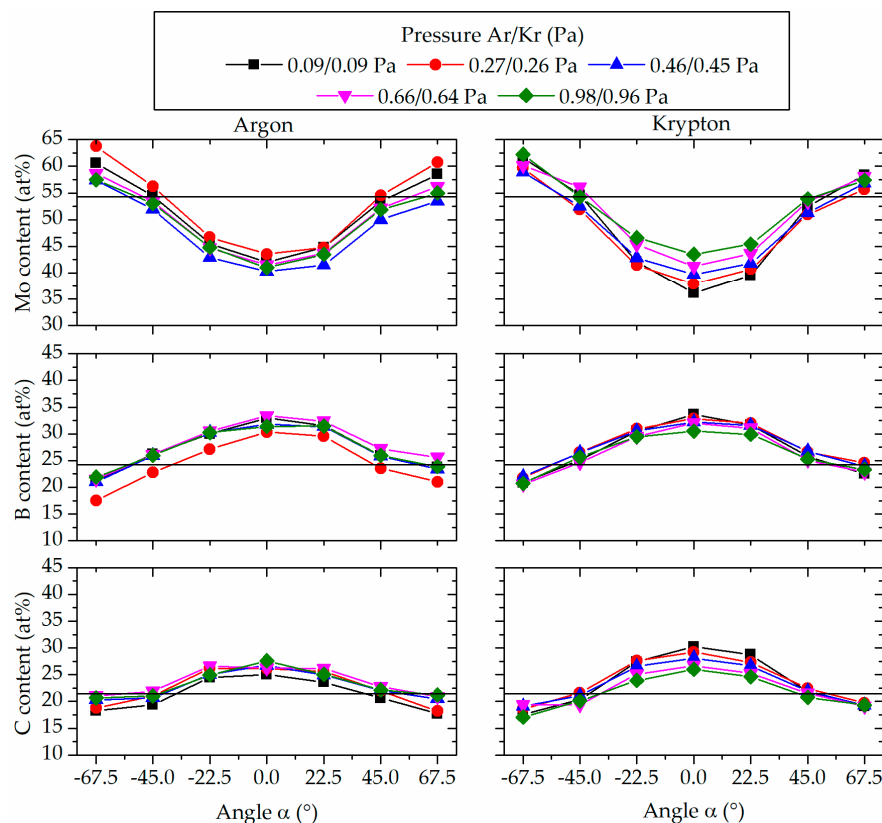 Pressure Ar/Kr (Pa)
0.09/0.09 Pa 0.27/0.26 Pa 0.46/0.45 Pa
0.66/0.64 Pa 0.98/0.96 Pa
Argon Krypton
Mo content (at%)
65
60
55
50
45
40
35
30
B content (at%)
45
40
35
30
25
20
15
10
C content (at%)
45
40
35
30
25
20
15
10
-67.5 -45.0 -22.5 0.0 22.5 45.0 67.5 -67.5 -45.0 -22.5 0.0 22.5 45.0 67.5
Angle α (°) Angle α (°)